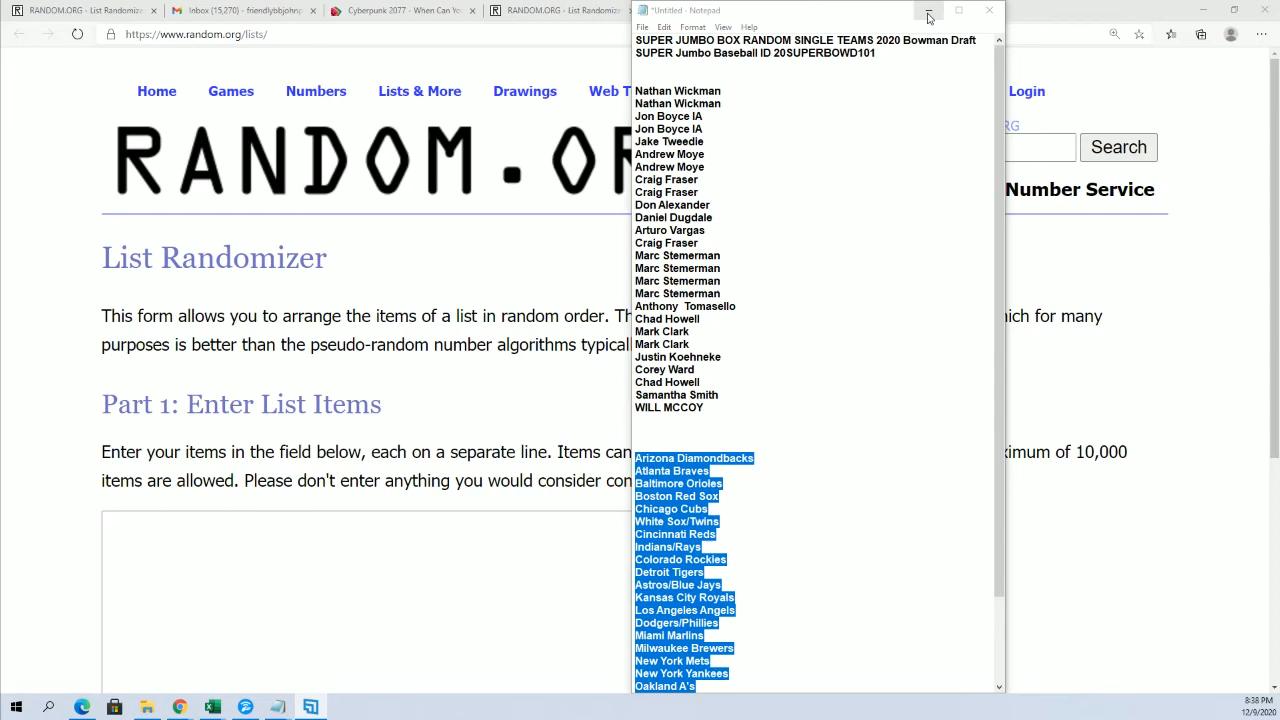 RANDOM.ORG - List Randomizer
Inbox (15,270) - friendlybbjohng
Cyberpunk 2077 - When Can You
RANDOM.ORG - List Randomizer
https://www.random.org/lists/
Home Games Numbers Lists & More Drawings Web T Login
RANDOM.OR
RG
Search
Number Service
List Randomizer
This form allows you to arrange the items of a list in random order. Th
ich for many
purposes is better than the pseudo-random number algorithms typical
Part 1: Enter List Items
Enter your items in the field below, each on a separate line. Items can
ximum of 10,000
items are allowed. Please don't enter anything you would consider con
*Untitled - Notepad
File Edit Format View Help
SUPER JUMBO BOX RANDOM SINGLE TEAMS 2020 Bowman Draft
SUPER Jumbo Baseball ID 20SUPERBOWD101
Nathan Wickman
Nathan Wickman
Jon Boyce IA
Jon Boyce IA
Jake Tweedie
Andrew Moye
Andrew Moye
Craig Fraser
Craig Fraser
Don Alexander
Daniel Dugdale
Arturo Vargas
Craig Fraser
Marc Stemerman
Marc Stemerman
Marc Stemerman
Marc Stemerman
Anthony  Tomasello
Chad Howell
Mark Clark
Mark Clark
Justin Koehneke
Corey Ward
Chad Howell
Samantha Smith
WILL MCCOY
Arizona Diamondbacks
Atlanta Braves
Baltimore Orioles
Boston Red Sox
Chicago Cubs
White Sox/Twins
Cincinnati Reds
Indians/Rays
Colorado Rockies
Detroit Tigers
Astros/Blue Jays
Kansas City Royals
Los Angeles Angels
Dodgers/Phillies
Miami Marlins
Milwaukee Brewers
New York Mets
New York Yankees
Oakland A's
8:38 PM
12/9/2020